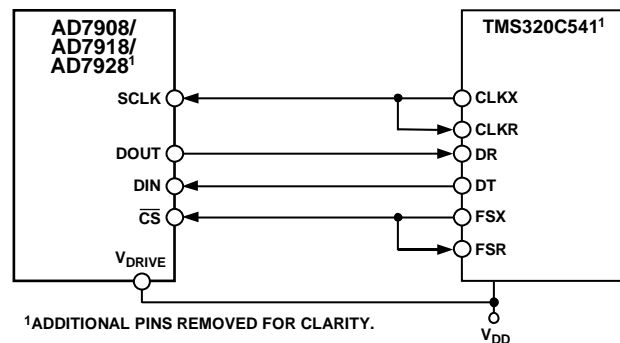 AD7908/
AD7918/
AD7928¹
SCLK
DOUT
DIN
C̅S̅
VDRIVE
TMS320C541¹
CLKX
CLKR
DR
DT
FSX
FSR
VDD
¹ADDITIONAL PINS REMOVED FOR CLARITY.